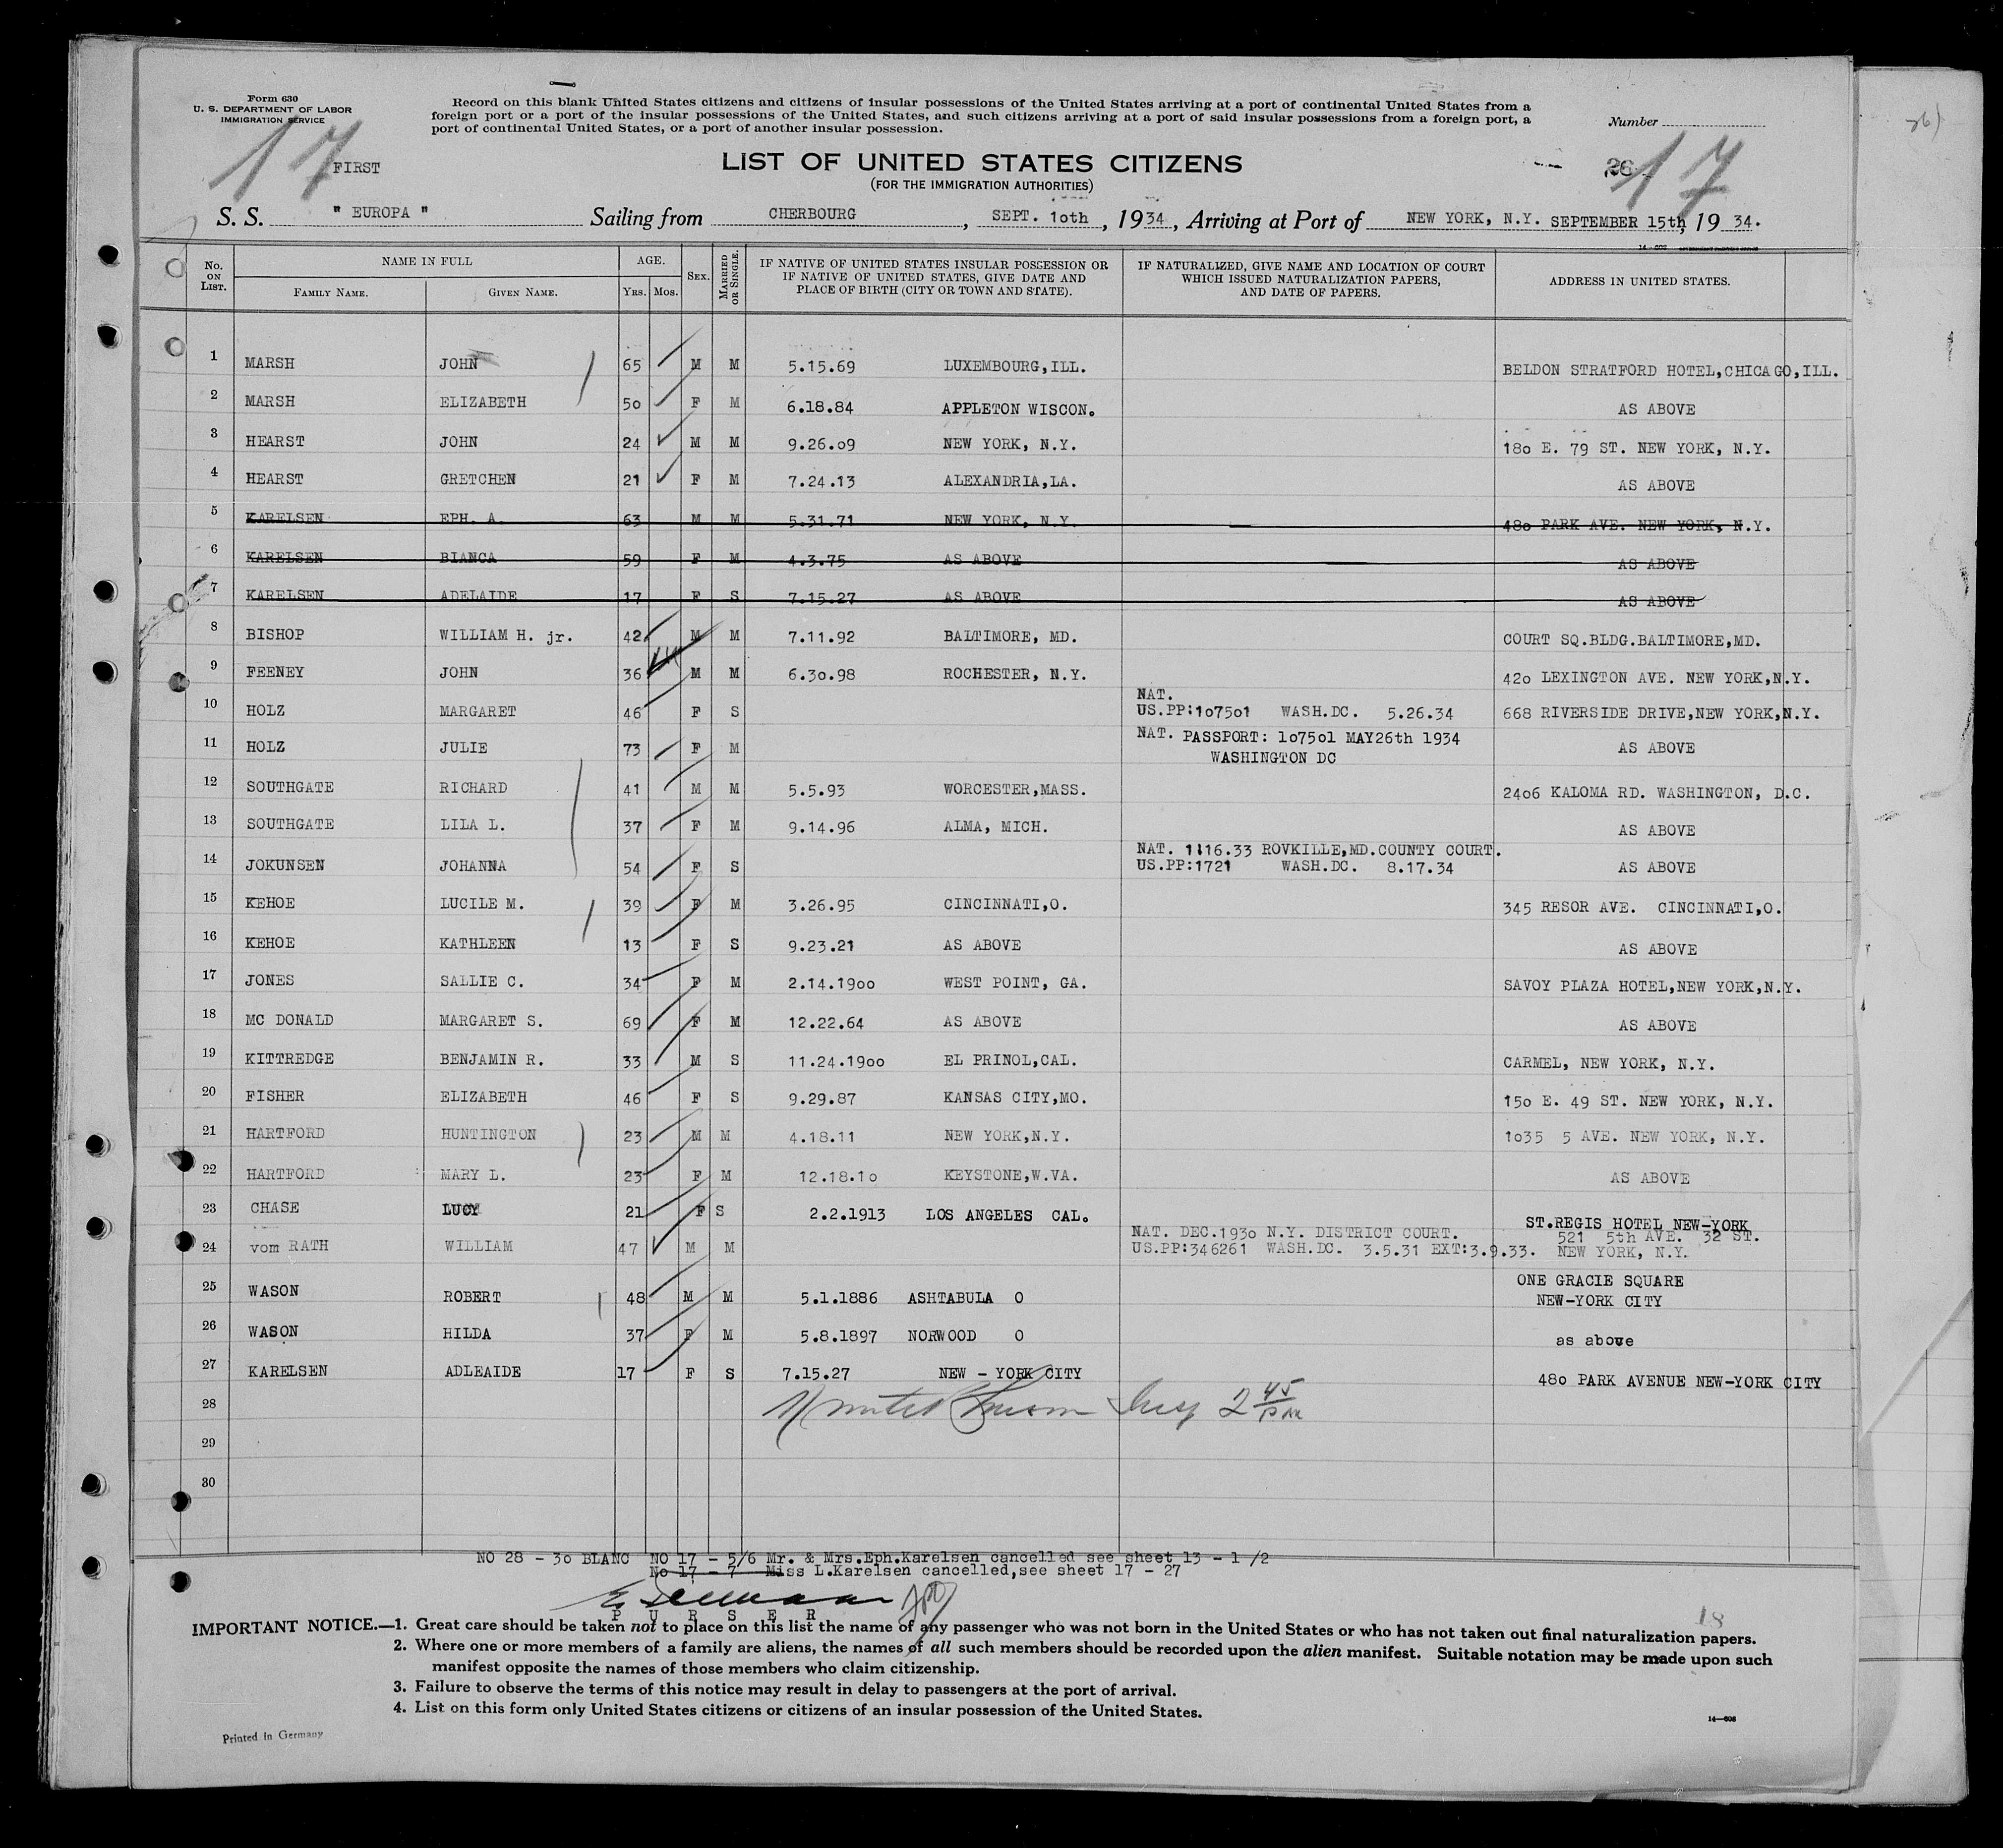 Form 630
U. S. DEPARTMENT OF LABOR
IMMIGRATION SERVICE
Record on this blank United States citizens and citizens of insular possessions of the United States arriving at a port of continental United States from a
foreign port or a port of the insular possessions of the United States, and such citizens arriving at a port of said insular possessions from a foreign port, a
port of continental United States, or a port of another insular possession.
Number
17 FIRST
LIST OF UNITED STATES CITIZENS
(FOR THE IMMIGRATION AUTHORITIES)
26 17
S. S. " EUROPA " Sailing from CHERBOURG, SEPT. 1oth, 1934, Arriving at Port of NEW YORK, N.Y. SEPTEMBER 15th, 1934.
No. ON LIST. NAME IN FULL FAMILY NAME. GIVEN NAME. AGE. Yrs. Mos. SEX. MARRIED OR SINGLE. IF NATIVE OF UNITED STATES INSULAR POSSESSION OR IF NATIVE OF UNITED STATES, GIVE DATE AND PLACE OF BIRTH (CITY OR TOWN AND STATE). IF NATURALIZED, GIVE NAME AND LOCATION OF COURT WHICH ISSUED NATURALIZATION PAPERS, AND DATE OF PAPERS. ADDRESS IN UNITED STATES.
1 MARSH JOHN 65 M M 5.15.69 LUXEMBOURG,ILL. BELDON STRATFORD HOTEL,CHICAGO,ILL.
2 MARSH ELIZABETH 5o F M 6.18.84 APPLETON WISCON. AS ABOVE
3 HEARST JOHN 24 M M 9.26.o9 NEW YORK, N.Y. 18o E. 79 ST. NEW YORK, N.Y.
4 HEARST GRETCHEN 21 F M 7.24.13 ALEXANDRIA,LA. AS ABOVE
5 KARELSEN EPH. A. 63 M M 5.31.71 NEW YORK, N.Y. 48o PARK AVE. NEW YORK, N.Y.
6 KARELSEN BIANCA 59 F M 4.3.75 AS ABOVE AS ABOVE
7 KARELSEN ADELAIDE 17 F S 7.15.27 AS ABOVE AS ABOVE
8 BISHOP WILLIAM H. jr. 42 M M 7.11.92 BALTIMORE, MD. COURT SQ.BLDG.BALTIMORE,MD.
9 FEENEY JOHN 36 M M 6.3o.98 ROCHESTER, N.Y. 42o LEXINGTON AVE. NEW YORK,N.Y.
NAT.
10 HOLZ MARGARET 46 F S US.PP:1o75o1 WASH.DC. 5.26.34 668 RIVERSIDE DRIVE,NEW YORK,N.Y.
11 HOLZ JULIE 73 F M NAT. PASSPORT: 1o75o1 MAY26th 1934 AS ABOVE
WASHINGTON DC
12 SOUTHGATE RICHARD 41 M M 5.5.93 WORCESTER,MASS. 24o6 KALOMA RD. WASHINGTON, D.C.
13 SOUTHGATE LILA L. 37 F M 9.14.96 ALMA, MICH. AS ABOVE
NAT. 1116.33 ROVKILLE,MD.COUNTY COURT.
14 JOKUNSEN JOHANNA 54 F S US.PP:1721 WASH.DC. 8.17.34 AS ABOVE
15 KEHOE LUCILE M. 39 F M 3.26.95 CINCINNATI,O. 345 RESOR AVE. CINCINNATI,O.
16 KEHOE KATHLEEN 13 F S 9.23.21 AS ABOVE AS ABOVE
17 JONES SALLIE C. 34 F M 2.14.19oo WEST POINT, GA. SAVOY PLAZA HOTEL,NEW YORK,N.Y.
18 MC DONALD MARGARET S. 69 F M 12.22.64 AS ABOVE AS ABOVE
19 KITTREDGE BENJAMIN R. 33 M S 11.24.19oo EL PRINOL,CAL. CARMEL, NEW YORK, N.Y.
20 FISHER ELIZABETH 46 F S 9.29.87 KANSAS CITY,MO. 15o E. 49 ST. NEW YORK, N.Y.
21 HARTFORD HUNTINGTON 23 M M 4.18.11 NEW YORK,N.Y. 1o35 5 AVE. NEW YORK, N.Y.
22 HARTFORD MARY L. 23 F M 12.18.1o KEYSTONE,W.VA. AS ABOVE
23 CHASE LUCY 21 F S 2.2.1913 LOS ANGELES CAL. ST.REGIS HOTEL NEW-YORK
NAT. DEC.193o N.Y. DISTRICT COURT. 521 5th AVE. 32 ST.
24 vom RATH WILLIAM 47 M M US.PP:346261 WASH.DC. 3.5.31 EXT:3.9.33. NEW YORK, N.Y.
ONE GRACIE SQUARE
25 WASON ROBERT 48 M M 5.1.1886 ASHTABULA O NEW-YORK CITY
26 WASON HILDA 37 F M 5.8.1897 NORWOOD O as above
27 KARELSEN ADLEAIDE 17 F S 7.15.27 NEW - YORK CITY 48o PARK AVENUE NEW-YORK CITY
28 Insp 2 45 PM
29
30
NO 28 - 3o BLANC NO 17 - 5/6 Mr. & Mrs.Eph.Karelsen cancelled see sheet 13 - 1 /2
No 17 - 7 Miss L.Karelsen cancelled,see sheet 17 - 27
P U R S E R
18
IMPORTANT NOTICE.—1. Great care should be taken not to place on this list the name of any passenger who was not born in the United States or who has not taken out final naturalization papers.
2. Where one or more members of a family are aliens, the names of all such members should be recorded upon the alien manifest. Suitable notation may be made upon such
manifest opposite the names of those members who claim citizenship.
3. Failure to observe the terms of this notice may result in delay to passengers at the port of arrival.
4. List on this form only United States citizens or citizens of an insular possession of the United States.
14—608
Printed in Germany